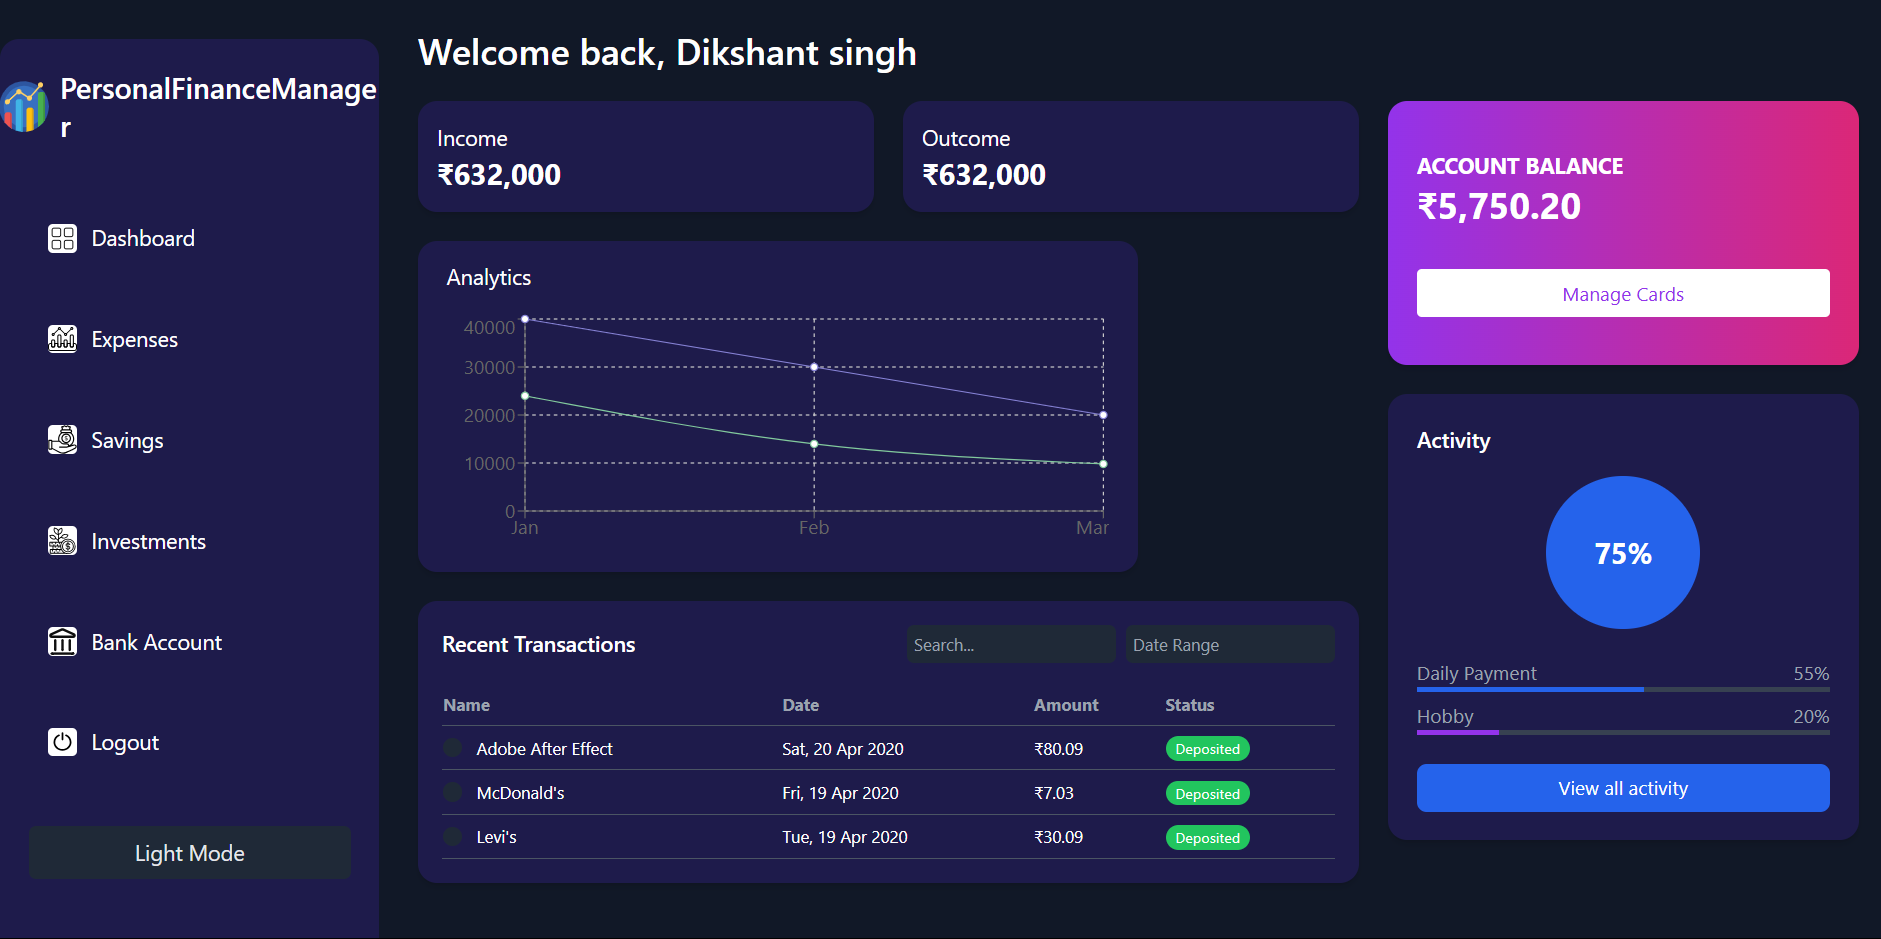 PersonalFinanceManage
r
Dashboard
Expenses
Savings
Investments
Bank Account
Logout
Light Mode
Welcome back, Dikshant singh
Income
₹632,000
Outcome
₹632,000
Analytics
40000
30000
20000
10000
0
Jan Feb Mar
Recent Transactions Search... Date Range
Name Date Amount Status
Adobe After Effect Sat, 20 Apr 2020 ₹80.09 Deposited
McDonald's Fri, 19 Apr 2020 ₹7.03 Deposited
Levi's Tue, 19 Apr 2020 ₹30.09 Deposited
ACCOUNT BALANCE
₹5,750.20
Manage Cards
Activity
75%
Daily Payment 55%
Hobby 20%
View all activity